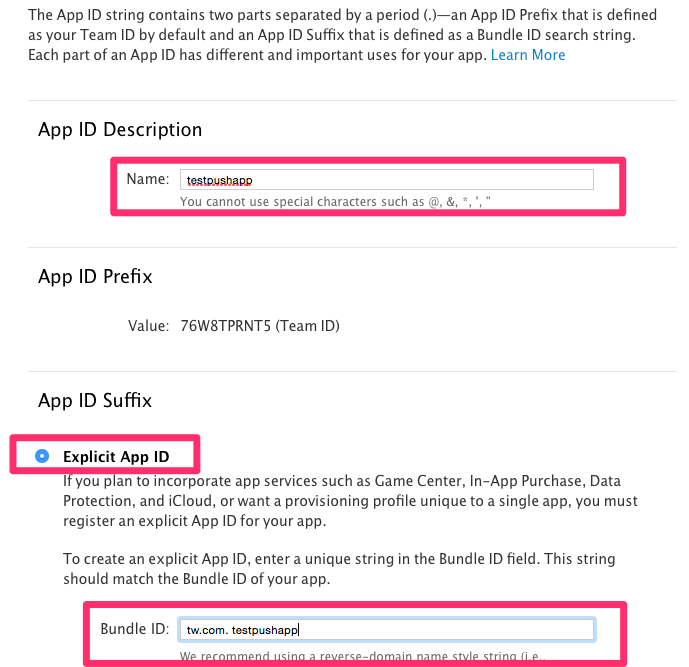 The App ID string contains two parts separated by a period (.)—an App ID Prefix that is defined
as your Team ID by default and an App ID Suffix that is defined as a Bundle ID search string.
Each part of an App ID has different and important uses for your app. Learn More
App ID Description
Name: testpushapp
You cannot use special characters such as @, &, *, ', "
App ID Prefix
Value: 76W8TPRNT5 (Team ID)
App ID Suffix
Explicit App ID
If you plan to incorporate app services such as Game Center, In-App Purchase, Data
Protection, and iCloud, or want a provisioning profile unique to a single app, you must
register an explicit App ID for your app.
To create an explicit App ID, enter a unique string in the Bundle ID field. This string
should match the Bundle ID of your app.
Bundle ID: tw.com. testpushapp
We recommend using a reverse-domain name style string (i.e.,